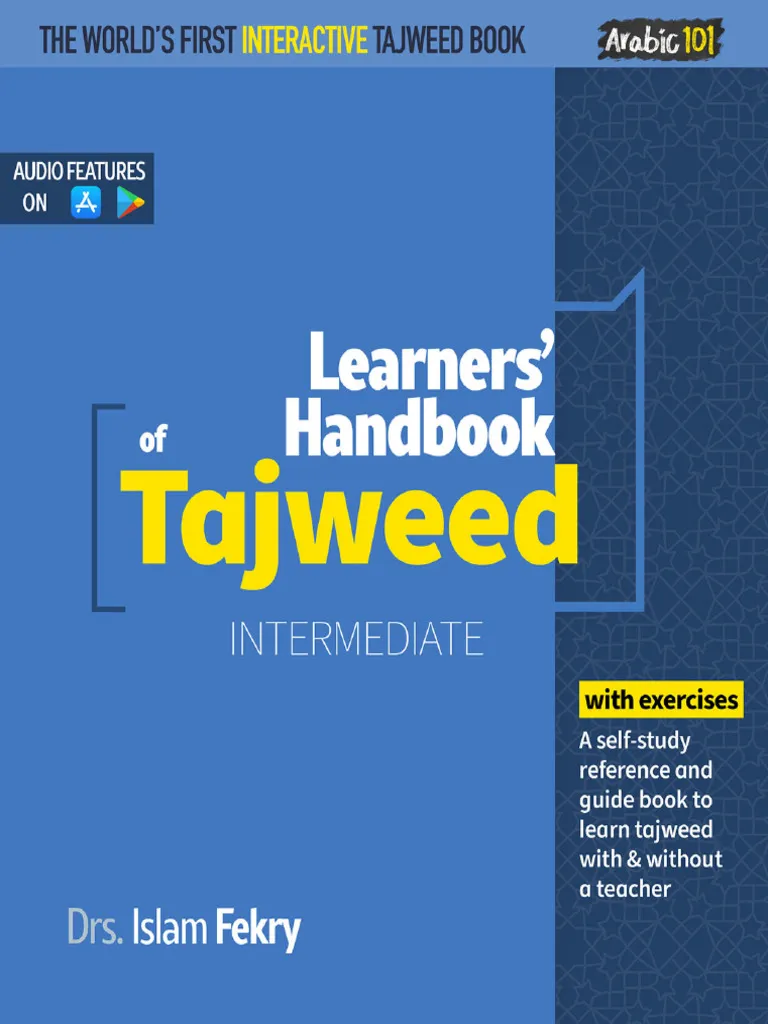 THE WORLD'S FIRST INTERACTIVE TAJWEED BOOK
Arabic 101
AUDIO FEATURES
ON
Learners'
Handbook
of
Tajweed
INTERMEDIATE
with exercises
A self-study
reference and
guide book to
learn tajweed
with & without
a teacher
Drs. Islam Fekry